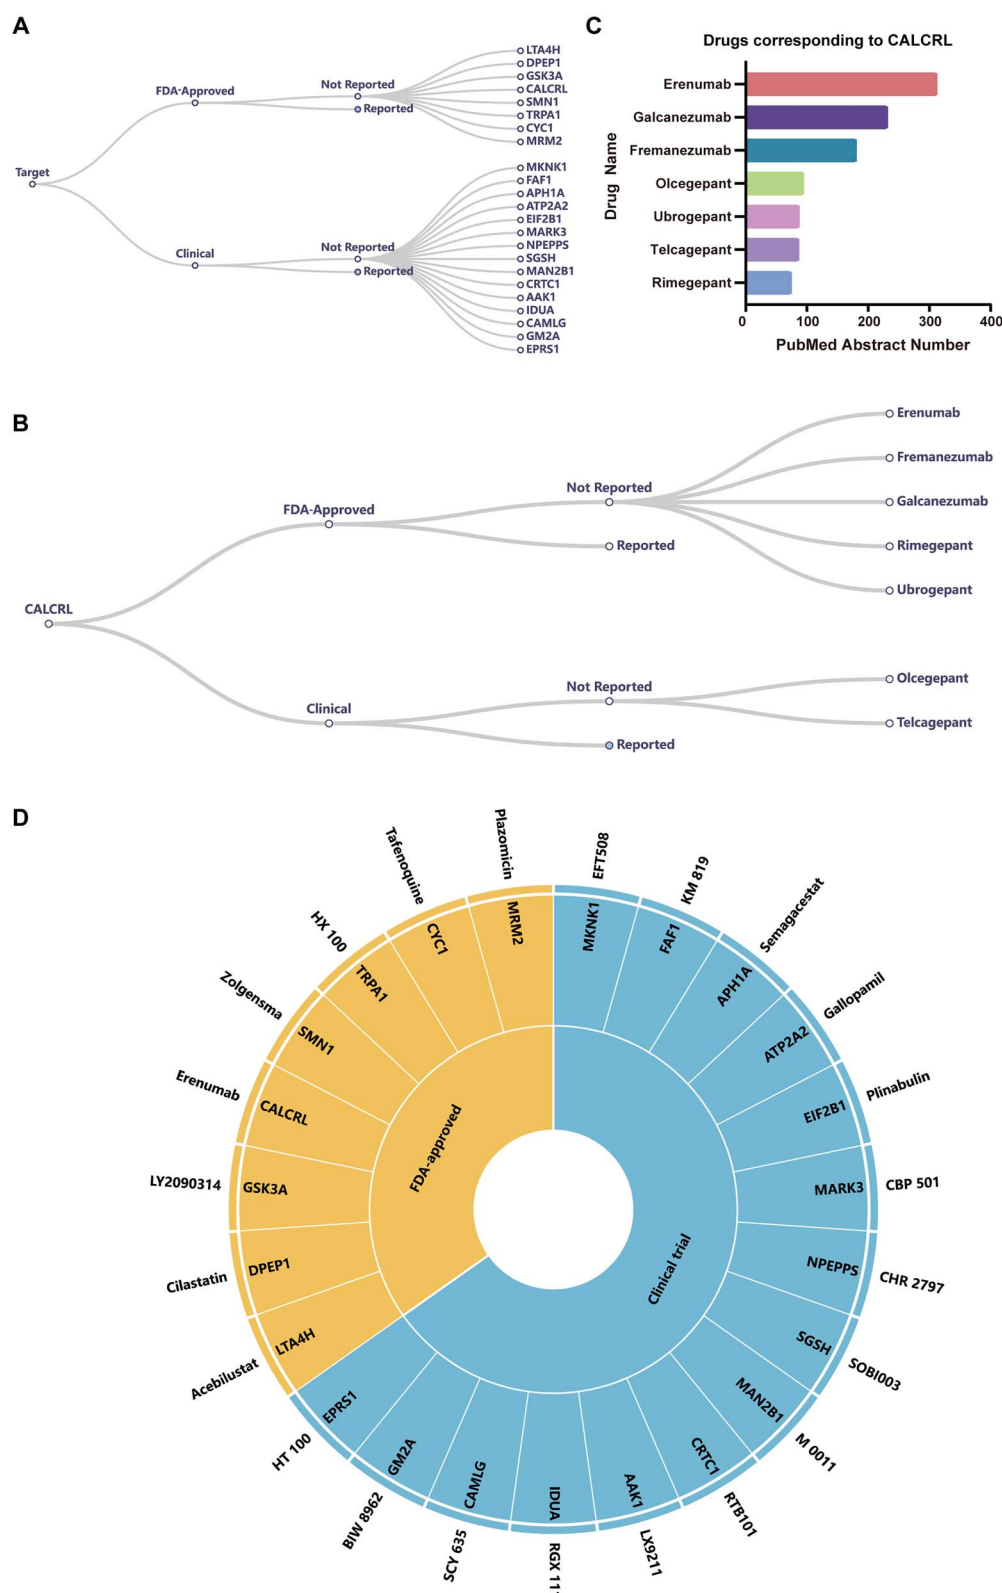 A
Target
FDA-Approved
Not Reported
Reported
LTA4H
DPEP1
GSK3A
CALCRL
SMN1
TRPA1
CYC1
MRM2
Clinical
Not Reported
Reported
MKNK1
FAF1
APH1A
ATP2A2
EIF2B1
MARK3
NPEPPS
SGSH
MAN2B1
CRTC1
AAK1
IDUA
CAMLG
GM2A
EPRS1
C
Drugs corresponding to CALCRL
Drug Name
Erenumab
Galcanezumab
Fremanezumab
Olcegepant
Ubrogepant
Telcagepant
Rimegepant
0 100 200 300 400
PubMed Abstract Number
B
CALCRL
FDA-Approved
Not Reported
Reported
Erenumab
Fremanezumab
Galcanezumab
Rimegepant
Ubrogepant
Clinical
Not Reported
Reported
Olcegepant
Telcagepant
D
FDA-approved
Clinical trial
MKNK1
EFT508
FAF1
KM 819
APH1A
Semagacestat
ATP2A2
Gallopamil
EIF2B1
Plinabulin
MARK3
CBP 501
NPEPPS
CHR 2797
SGSH
SOBI003
MAN2B1
M 0011
CRTC1
RTB101
AAK1
LX9211
IDUA
RGX 11
CAMLG
SCY 635
GM2A
BIW 8962
EPRS1
HT 100
LTA4H
Acebilustat
DPEP1
Cilastatin
GSK3A
LY2090314
CALCRL
Erenumab
SMN1
Zolgensma
TRPA1
HX 100
CYC1
Tafenoquine
MRM2
Plazomicin